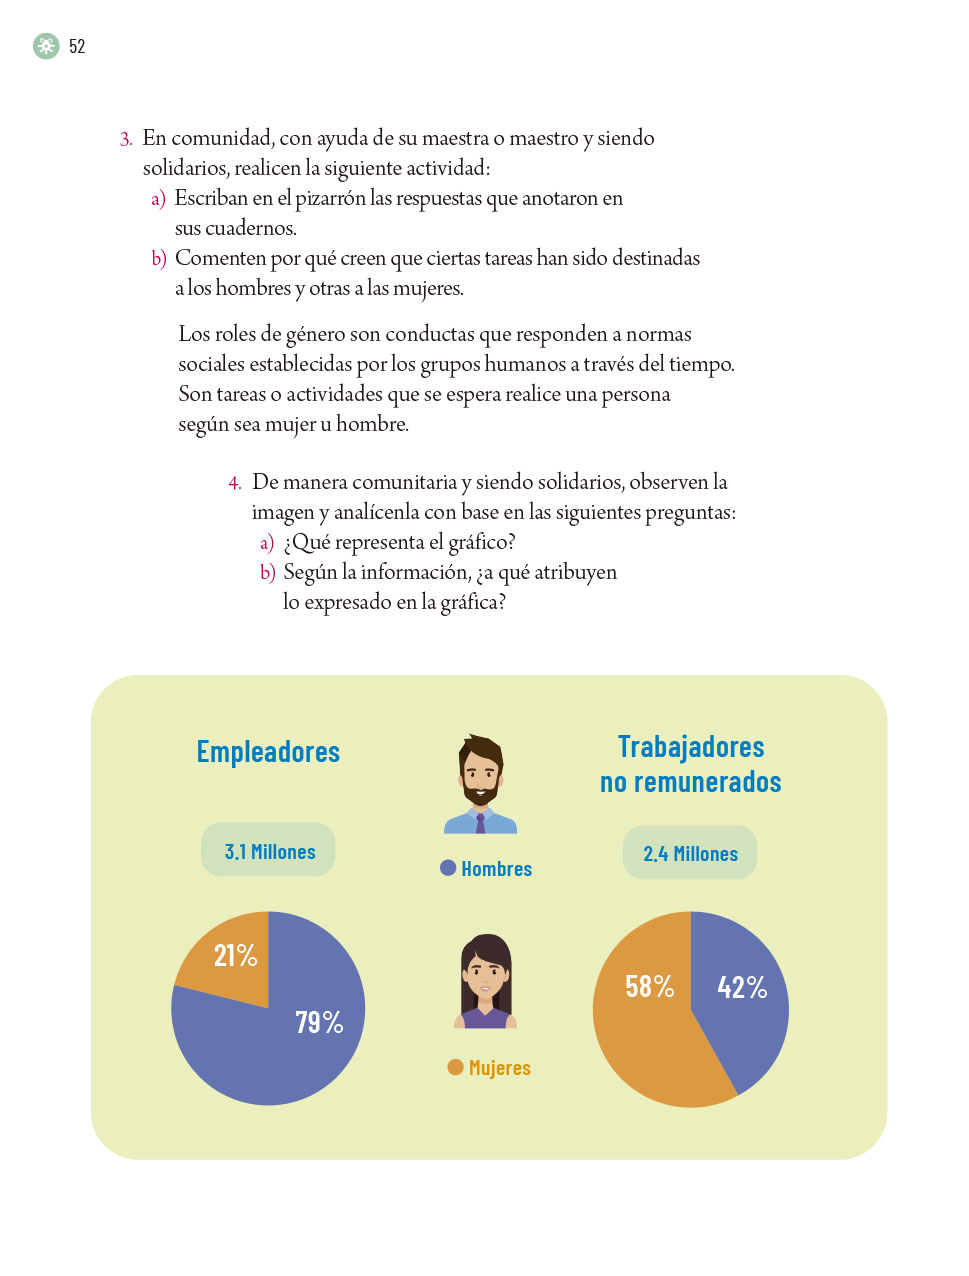 52
3. En comunidad, con ayuda de su maestra o maestro y siendo
solidarios, realicen la siguiente actividad:
a) Escriban en el pizarrón las respuestas que anotaron en
sus cuadernos.
b) Comenten por qué creen que ciertas tareas han sido destinadas
a los hombres y otras a las mujeres.
Los roles de género son conductas que responden a normas
sociales establecidas por los grupos humanos a través del tiempo.
Son tareas o actividades que se espera realice una persona
según sea mujer u hombre.
4. De manera comunitaria y siendo solidarios, observen la
imagen y analícenla con base en las siguientes preguntas:
a) ¿Qué representa el gráfico?
b) Según la información, ¿a qué atribuyen
lo expresado en la gráfica?
Empleadores
3.1 Millones
21%
79%
Hombres
Mujeres
Trabajadores
no remunerados
2.4 Millones
58%
42%